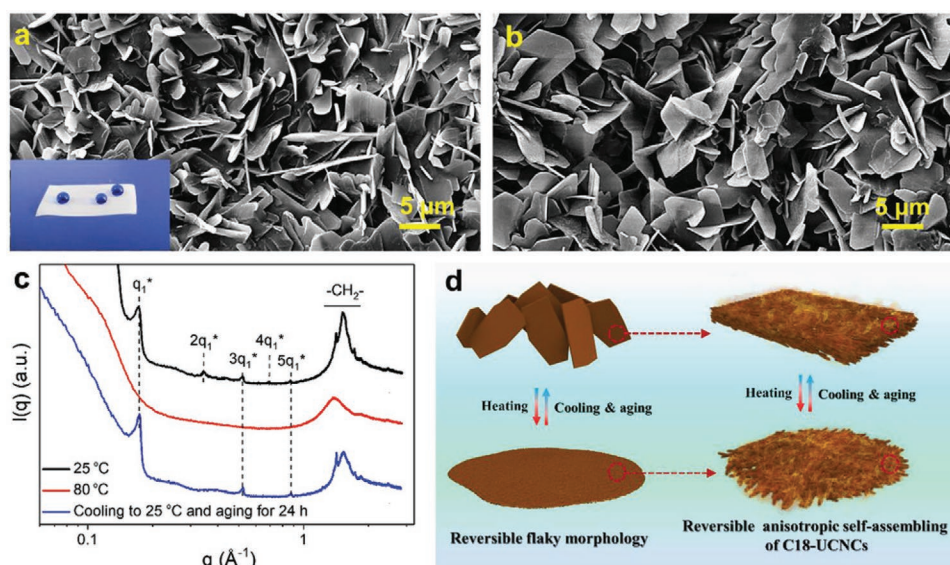 a
5 μm
b
5 μm
c
q₁*
-CH₂-
2q₁*
4q₁*
3q₁*
5q₁*
I(q) (a.u.)
25 °C
80 °C
Cooling to 25 °C and aging for 24 h
0.1
1
q (Å⁻¹)
d
Heating
Cooling & aging
Heating
Cooling & aging
Reversible flaky morphology
Reversible anisotropic self-assembling
of C18-UCNCs